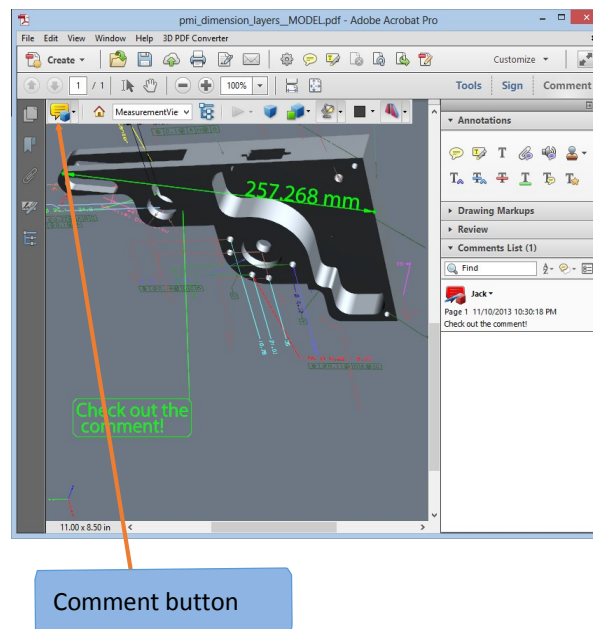 pmi_dimension_layers__MODEL.pdf - Adobe Acrobat Pro
File Edit View Window Help 3D PDF Converter
Create
Customize
1 / 1
100%
Tools Sign Comment
MeasurementVie
Annotations
257.268 mm
Drawing Markups
Review
Comments List (1)
Find
Jack
Page 1 11/10/2013 10:30:18 PM
Check out the comment!
Check out the
comment!
11.00 x 8.50 in
Comment button